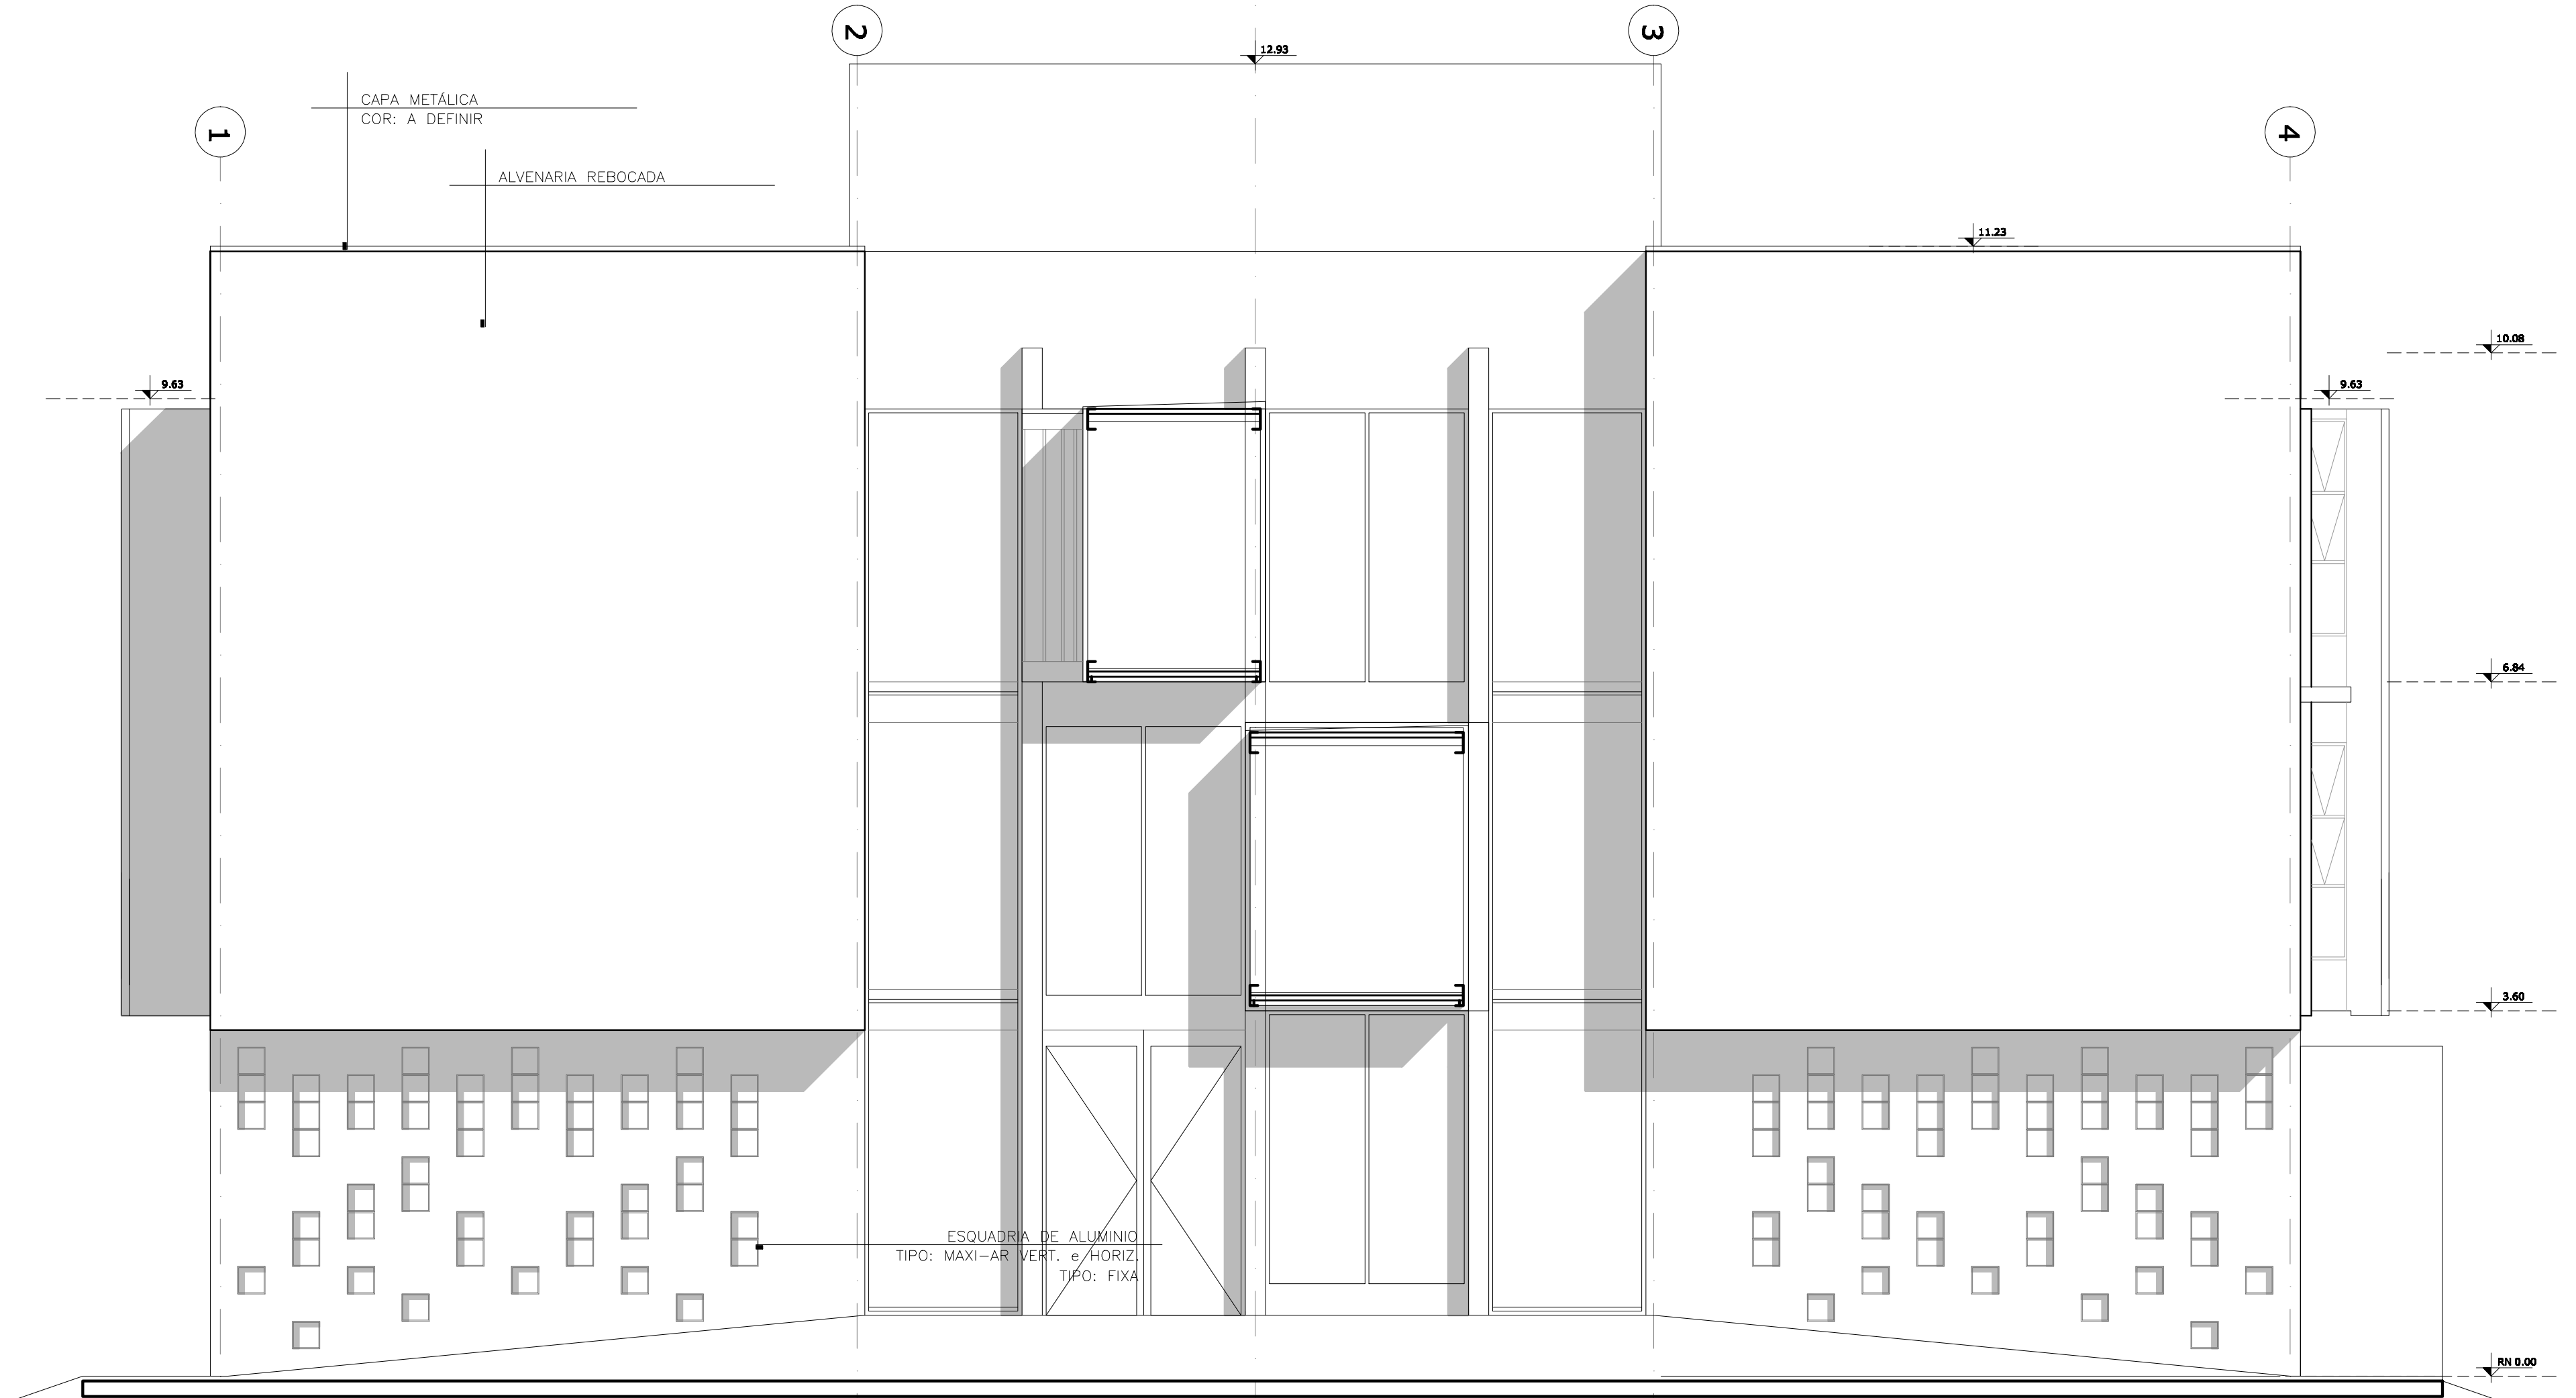 2
3
12.93
CAPA METÁLICA
COR: A DEFINIR
1
4
ALVENARIA REBOCADA
11.23
10.08
9.63
9.63
6.84
3.60
ESQUADRIA DE ALUMINIO
TIPO: MAXI-AR VERT. e HORIZ.
TIPO: FIXA
RN 0.00